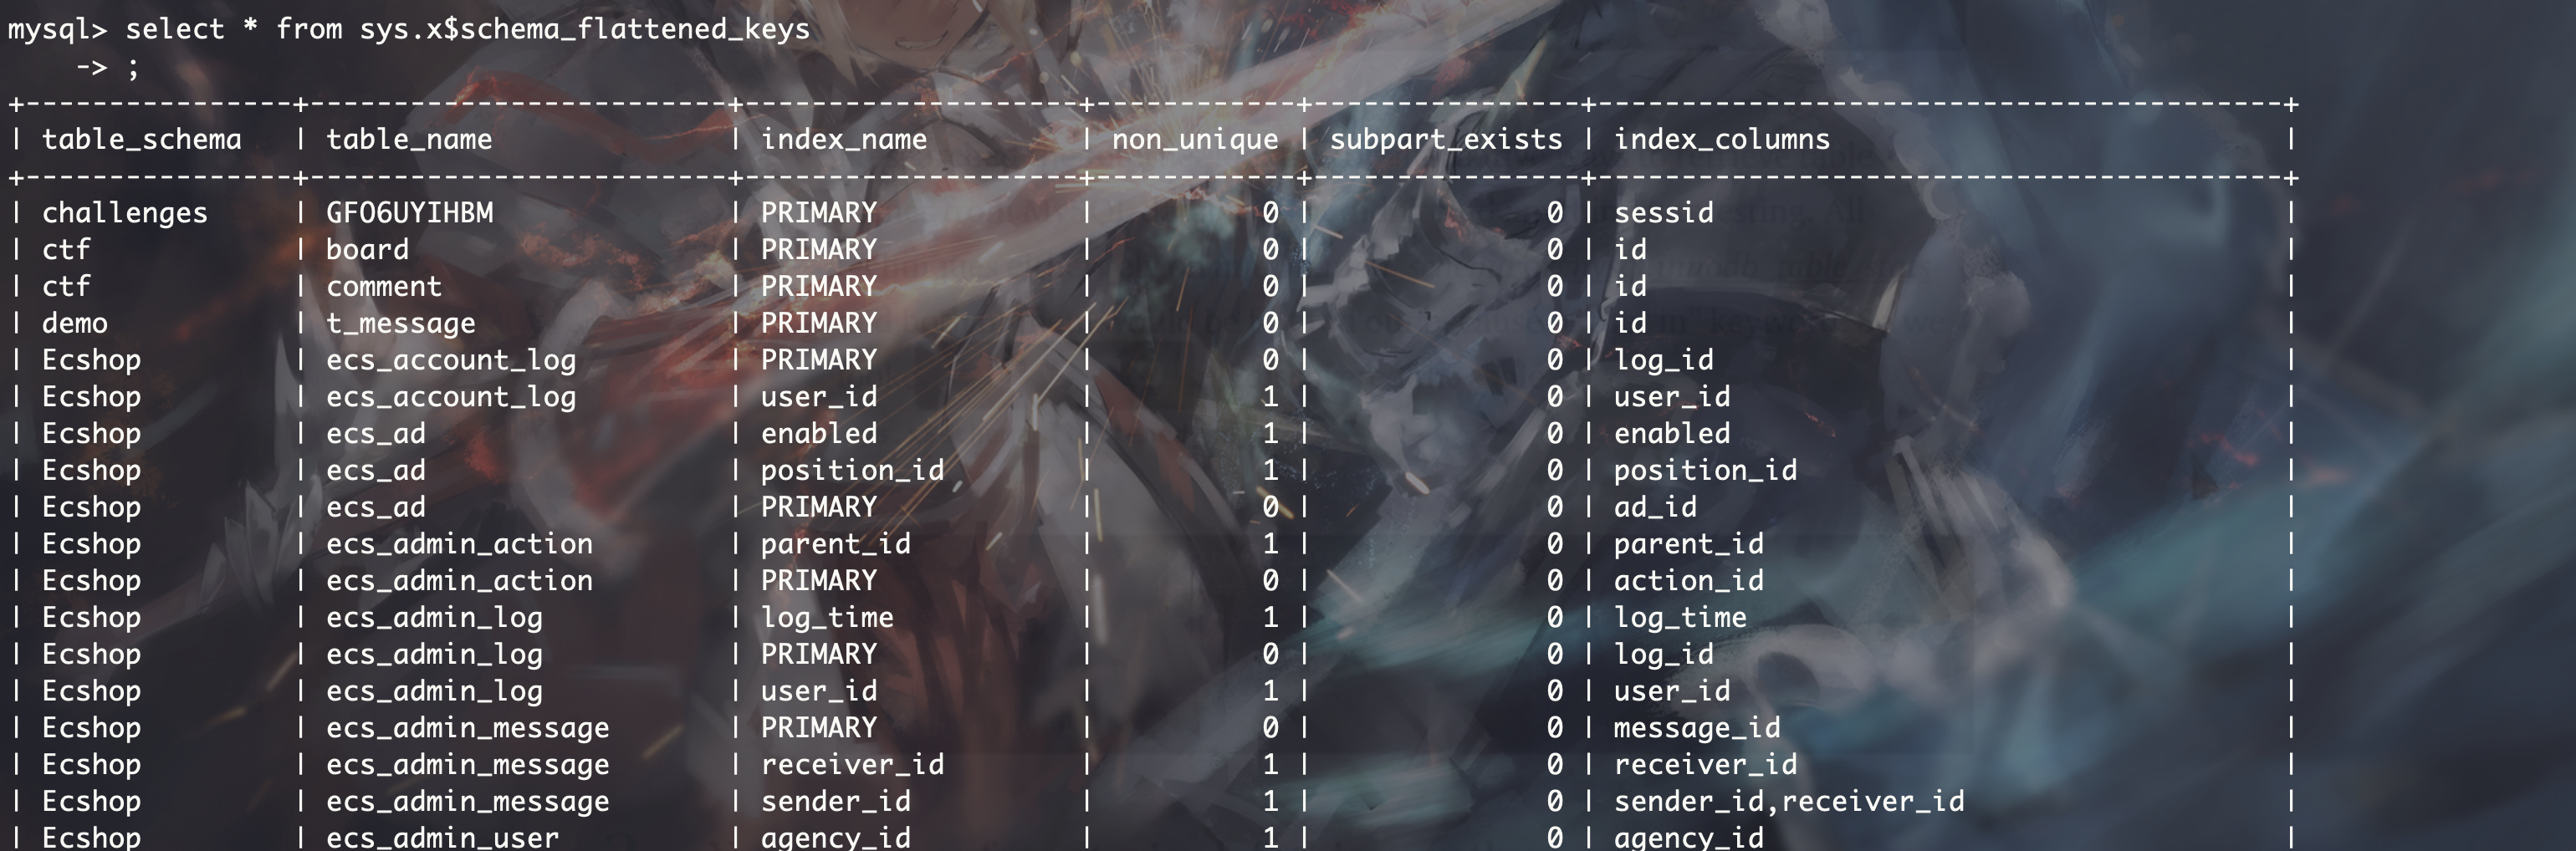 mysql> select * from sys.x$schema_flattened_keys
    -> ;
+----------------+--------------------------+---------------------+------------+----------------+------------------------------------------+
| table_schema   | table_name               | index_name          | non_unique | subpart_exists | index_columns                            |
+----------------+--------------------------+---------------------+------------+----------------+------------------------------------------+
| challenges     | GFO6UYIHBM               | PRIMARY             |          0 |              0 | sessid                                   |
| ctf            | board                    | PRIMARY             |          0 |              0 | id                                       |
| ctf            | comment                  | PRIMARY             |          0 |              0 | id                                       |
| demo           | t_message                | PRIMARY             |          0 |              0 | id                                       |
| Ecshop         | ecs_account_log          | PRIMARY             |          0 |              0 | log_id                                   |
| Ecshop         | ecs_account_log          | user_id             |          1 |              0 | user_id                                  |
| Ecshop         | ecs_ad                   | enabled             |          1 |              0 | enabled                                  |
| Ecshop         | ecs_ad                   | position_id         |          1 |              0 | position_id                              |
| Ecshop         | ecs_ad                   | PRIMARY             |          0 |              0 | ad_id                                    |
| Ecshop         | ecs_admin_action         | parent_id           |          1 |              0 | parent_id                                |
| Ecshop         | ecs_admin_action         | PRIMARY             |          0 |              0 | action_id                                |
| Ecshop         | ecs_admin_log            | log_time            |          1 |              0 | log_time                                 |
| Ecshop         | ecs_admin_log            | PRIMARY             |          0 |              0 | log_id                                   |
| Ecshop         | ecs_admin_log            | user_id             |          1 |              0 | user_id                                  |
| Ecshop         | ecs_admin_message        | PRIMARY             |          0 |              0 | message_id                               |
| Ecshop         | ecs_admin_message        | receiver_id         |          1 |              0 | receiver_id                              |
| Ecshop         | ecs_admin_message        | sender_id           |          1 |              0 | sender_id,receiver_id                    |
| Ecshop         | ecs_admin_user           | agency_id           |          1 |              0 | agency_id                                |